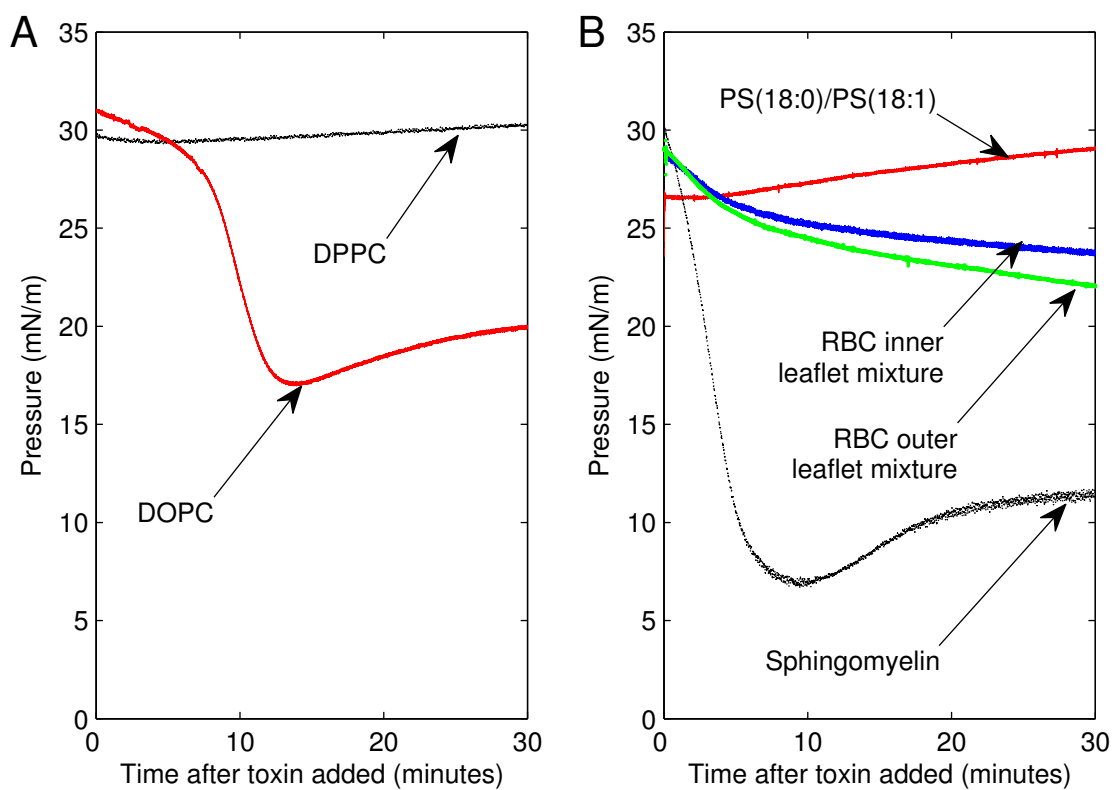 A
35
30
25
20
15
10
5
0
Pressure (mN/m)
DPPC
DOPC
0 10 20 30
Time after toxin added (minutes)
B
35
30
25
20
15
10
5
0
Pressure (mN/m)
PS(18:0)/PS(18:1)
RBC inner
leaflet mixture
RBC outer
leaflet mixture
Sphingomyelin
0 10 20 30
Time after toxin added (minutes)